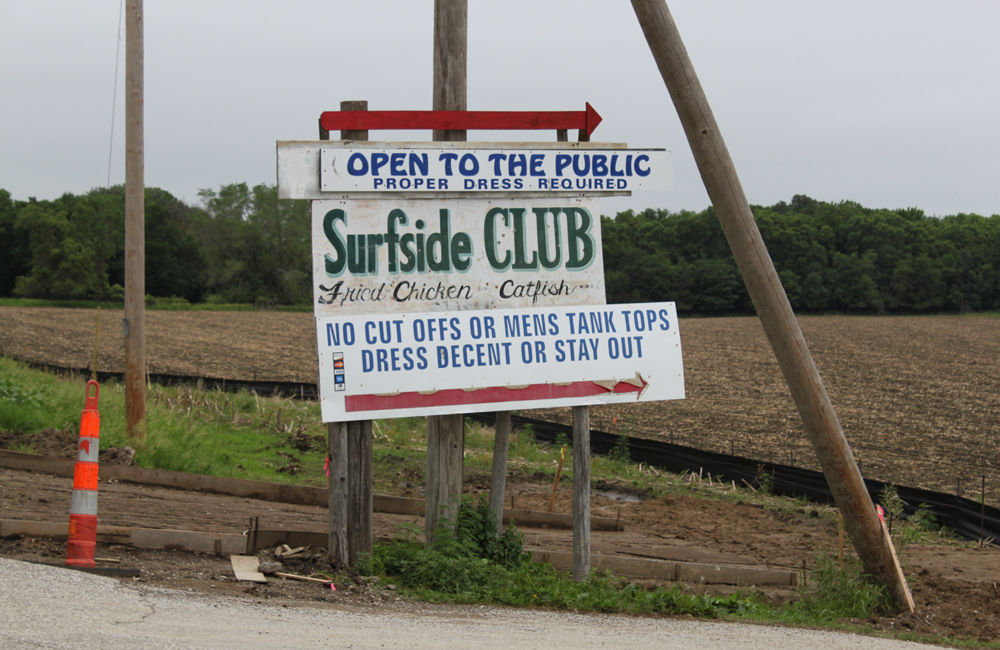 OPEN TO THE PUBLIC
PROPER DRESS REQUIRED
Surfside CLUB
Fried Chicken Catfish
NO CUT OFFS OR MENS TANK TOPS
DRESS DECENT OR STAY OUT